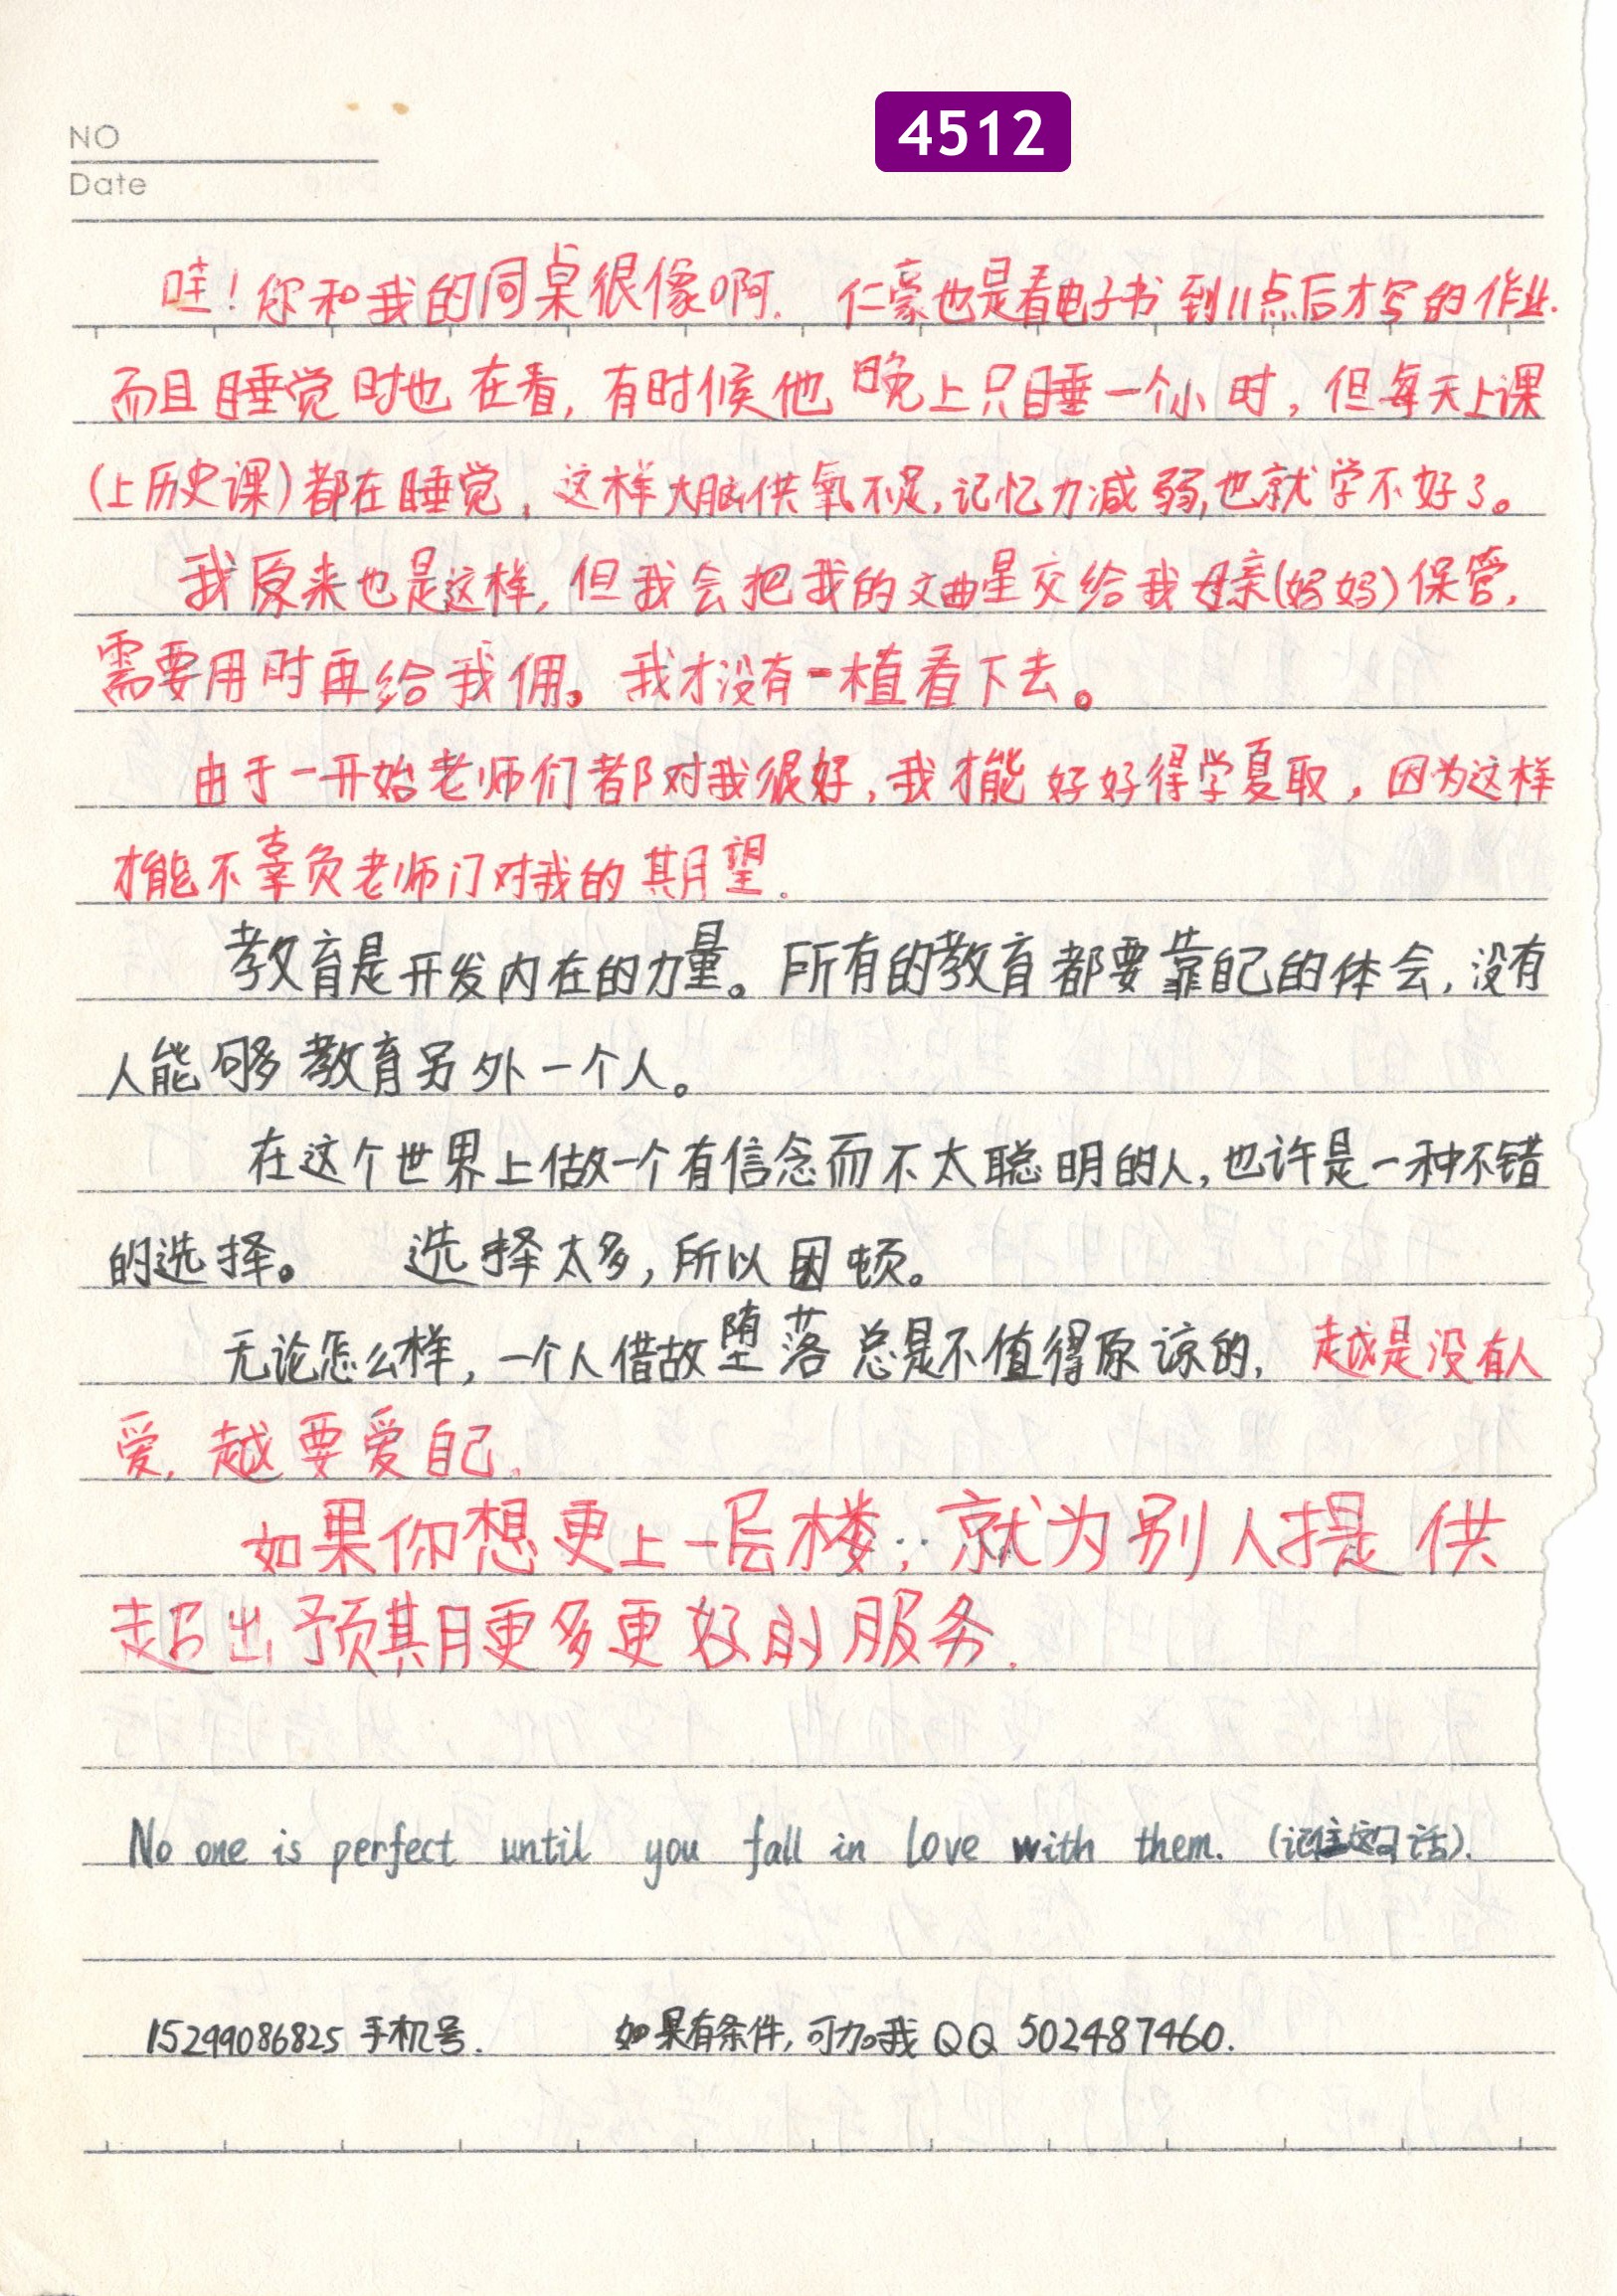 4512
NO
Date
哇！你和我的同桌很像啊. 仁豪也是看电子书到11点后才写的作业.
而且睡觉时也在看, 有时候他晚上只睡一个小时, 但每天上课
(上历史课)都在睡觉, 这样大脑供氧不足, 记忆力减弱, 也就学不好了。
我原来也是这样, 但我会把我的文曲星交给我母亲(妈妈)保管,
需要用时再给我佣。我才没有一植看下去。
由于一开始老师们都对我很好, 我才能好好得学夏取, 因为这样
才能不辜负老师门对我的期望.
教育是开发内在的力量。所有的教育都要靠自己的体会, 没有
人能够教育另外一个人。
在这个世界上做一个有信念而不太聪明的人, 也许是一种不错
的选择。 选择太多, 所以困顿。
无论怎么样, 一个人借故堕落总是不值得原谅的, 越是没有人
爱, 越要爱自己.
如果你想更上一层楼, 就为别人提供
超出预期更多更好的服务.
No one is perfect until you fall in love with them. (记住这句话).
15299086825 手机号. 如果有条件, 可加我QQ 502487460.